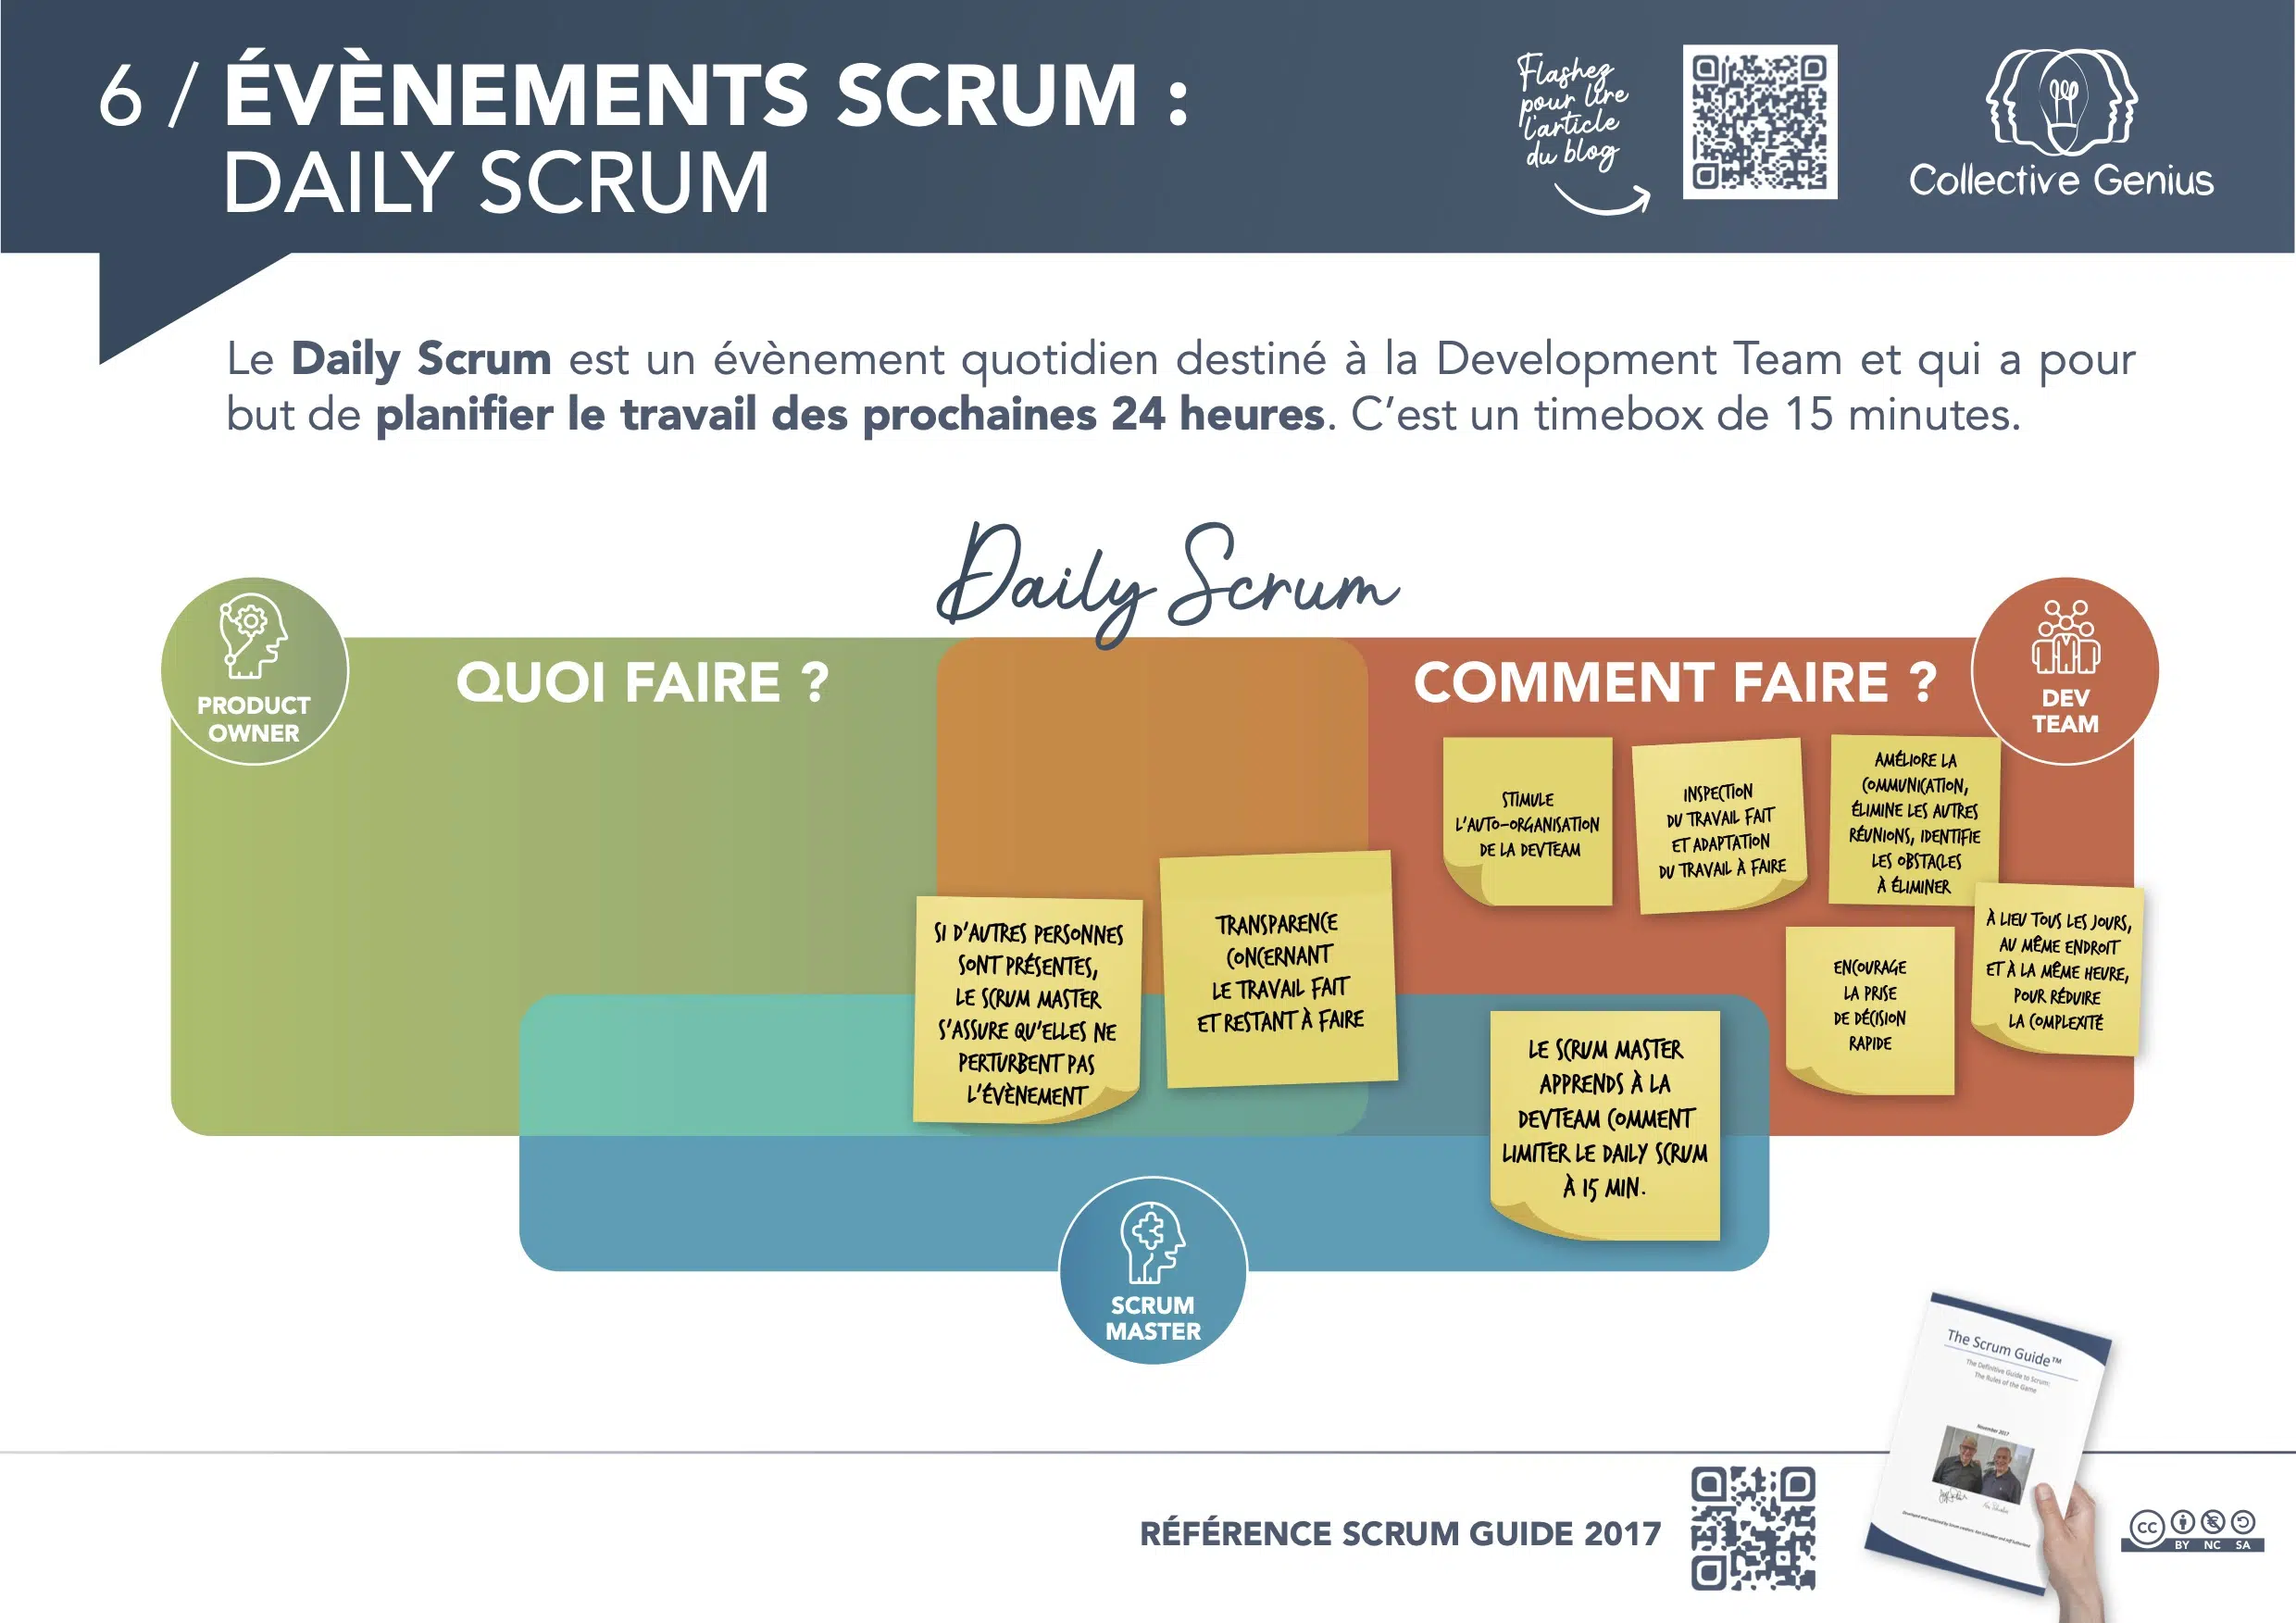 6 / ÉVÈNEMENTS SCRUM :
DAILY SCRUM
Flashez
pour lire
l'article
du blog
Collective Genius
Le Daily Scrum est un évènement quotidien destiné à la Development Team et qui a pour
but de planifier le travail des prochaines 24 heures. C'est un timebox de 15 minutes.
Daily Scrum
PRODUCT
OWNER
QUOI FAIRE ?
COMMENT FAIRE ?
DEV
TEAM
STIMULE
L'AUTO-ORGANISATION
DE LA DEVTEAM
INSPECTION
DU TRAVAIL FAIT
ET ADAPTATION
DU TRAVAIL À FAIRE
AMÉLIORE LA
COMMUNICATION,
ÉLIMINE LES AUTRES
RÉUNIONS, IDENTIFIE
LES OBSTACLES
À ÉLIMINER
SI D'AUTRES PERSONNES
SONT PRÉSENTES,
LE SCRUM MASTER
S'ASSURE QU'ELLES NE
PERTURBENT PAS
L'ÉVÈNEMENT
TRANSPARENCE
CONCERNANT
LE TRAVAIL FAIT
ET RESTANT À FAIRE
ENCOURAGE
LA PRISE
DE DÉCISION
RAPIDE
À LIEU TOUS LES JOURS,
AU MÊME ENDROIT
ET À LA MÊME HEURE,
POUR RÉDUIRE
LA COMPLEXITÉ
LE SCRUM MASTER
APPRENDS À LA
DEVTEAM COMMENT
LIMITER LE DAILY SCRUM
À 15 MIN.
SCRUM
MASTER
The Scrum Guide™
The Definitive Guide to Scrum:
The Rules of the Game
November 2017
RÉFÉRENCE SCRUM GUIDE 2017
cc
BY NC SA